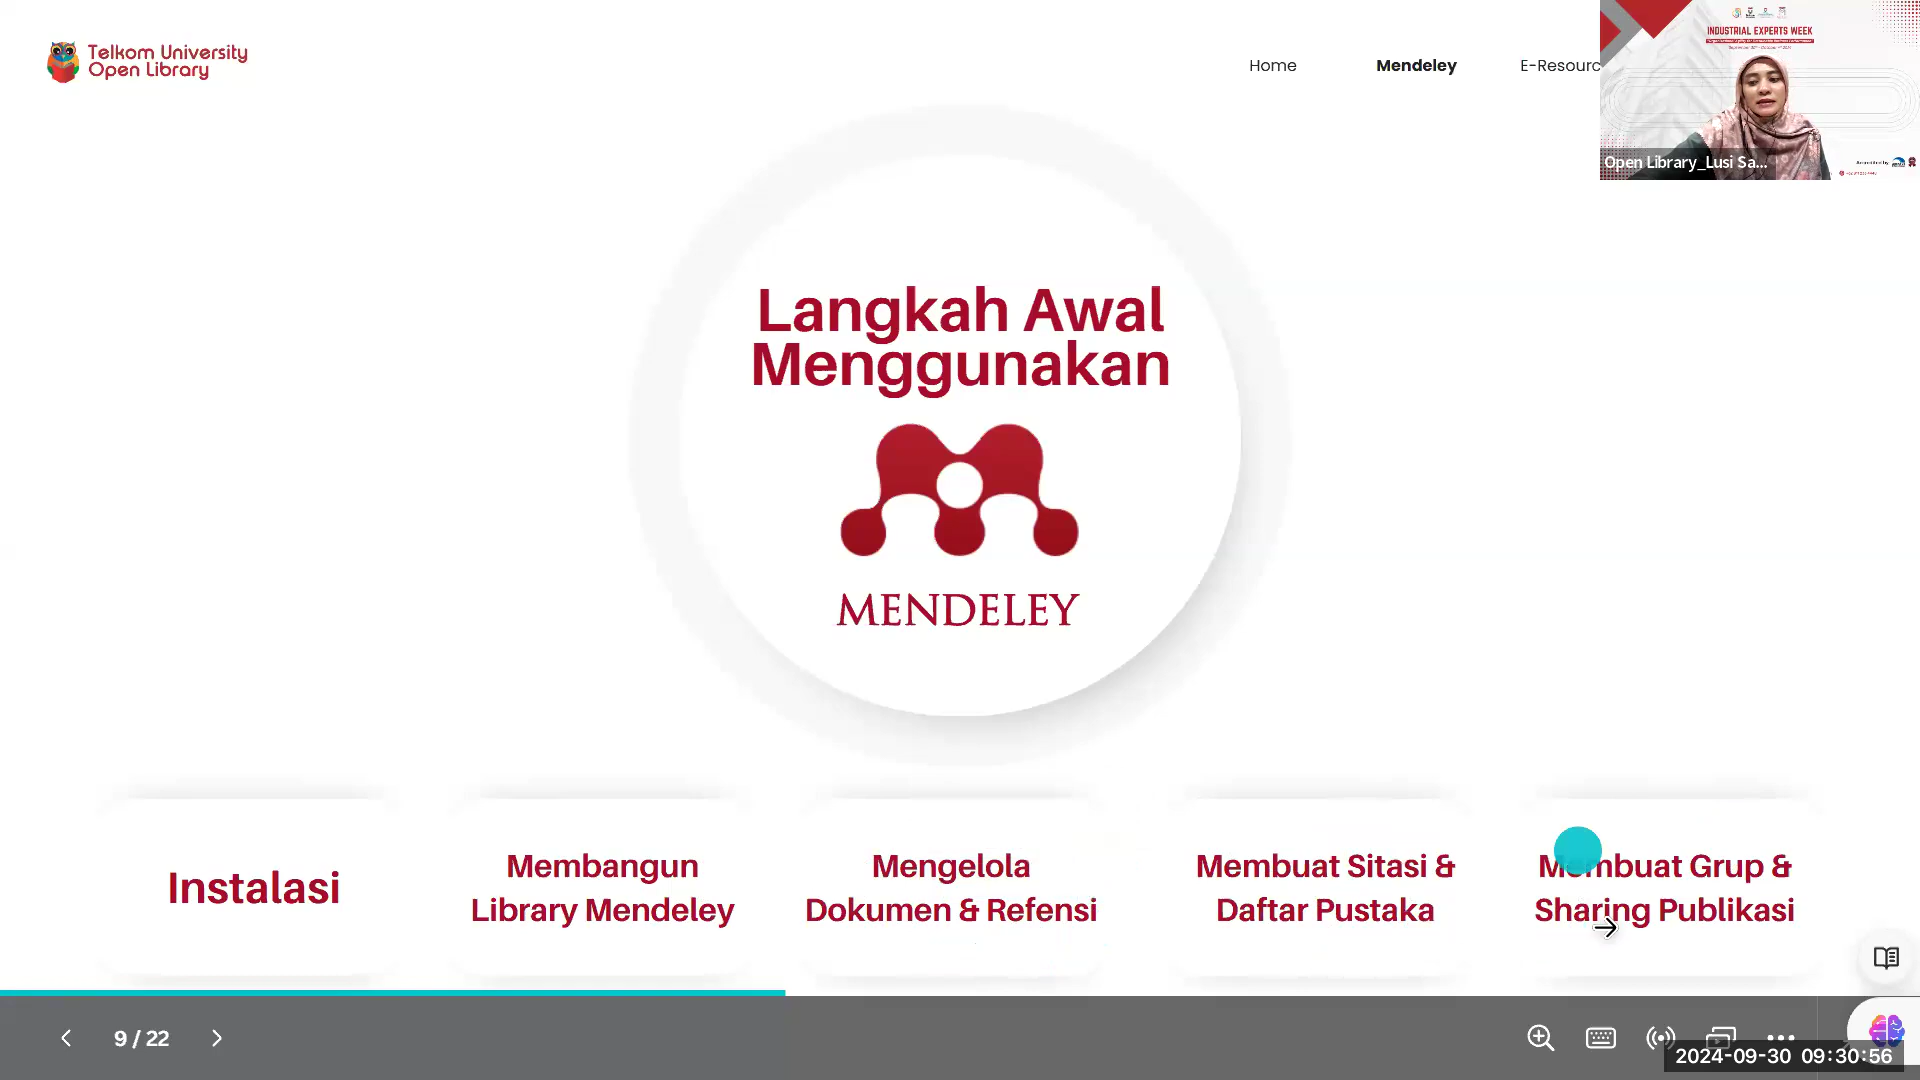 Telkom University
Open Library
Home
Mendeley
E-Resourc
INDUSTRIAL EXPERTS WEEK
Open Library_Lusi Sa...
Langkah Awal
Menggunakan
MENDELEY
Instalasi
Membangun
Library Mendeley
Mengelola
Dokumen & Refensi
Membuat Sitasi &
Daftar Pustaka
Membuat Grup &
Sharing Publikasi
9 / 22
2024-09-30 09:30:56